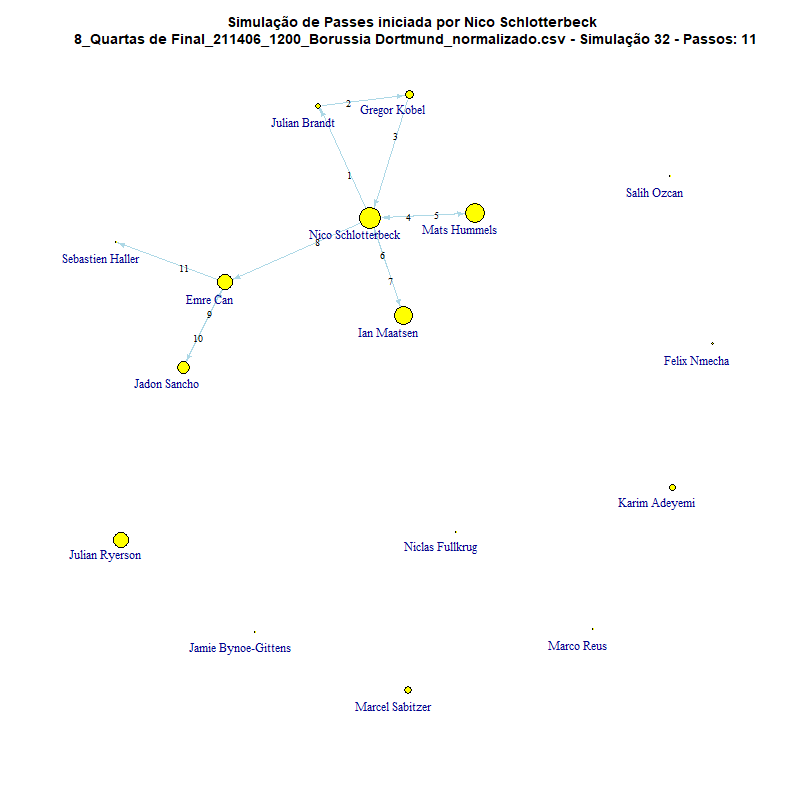 Simulação de Passes iniciada por Nico Schlotterbeck
8_Quartas de Final_211406_1200_Borussia Dortmund_normalizado.csv - Simulação 32 - Passos: 11
2
Gregor Kobel
Julian Brandt
3
1
Salih Ozcan
4
5
Mats Hummels
Nico Schlotterbeck
8
6
Sebastien Haller
11
7
Emre Can
9
Ian Maatsen
10
Felix Nmecha
Jadon Sancho
Karim Adeyemi
Niclas Fullkrug
Julian Ryerson
Jamie Bynoe-Gittens
Marco Reus
Marcel Sabitzer